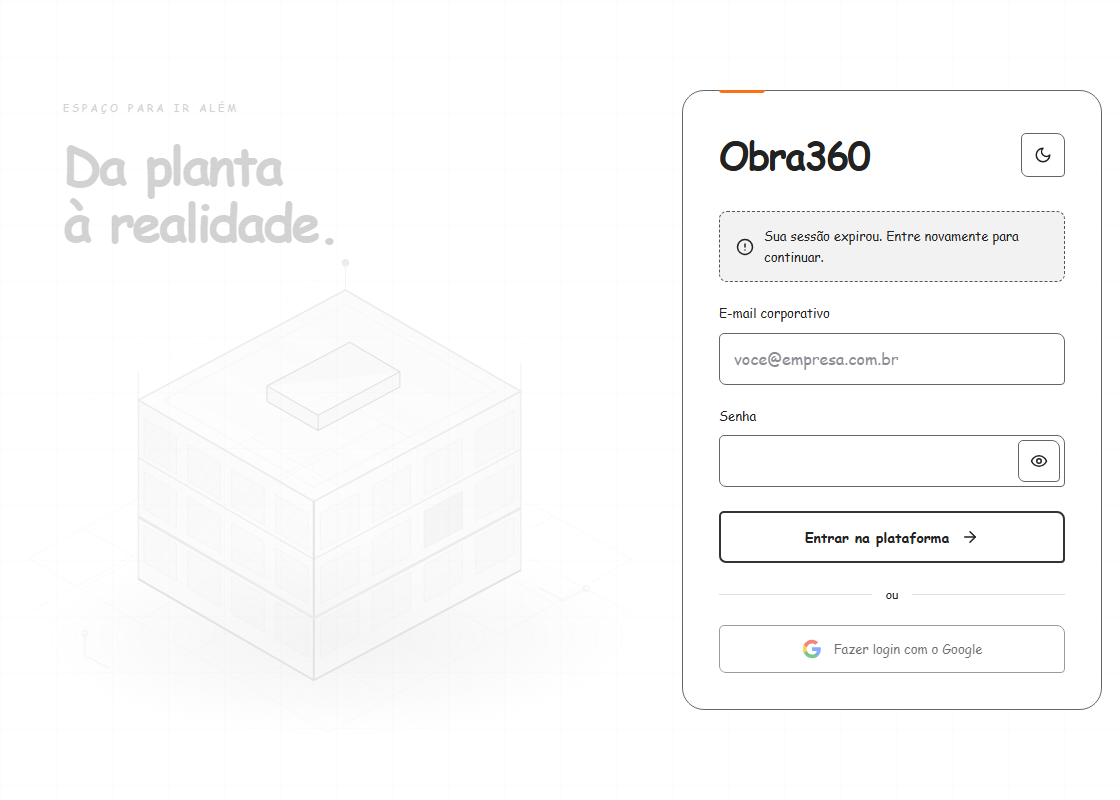 ESPAÇO PARA IR ALÉM
Da planta
à realidade.
Obra360
Sua sessão expirou. Entre novamente para
continuar.
E-mail corporativo
voce@empresa.com.br
Senha
Entrar na plataforma
ou
Fazer login com o Google